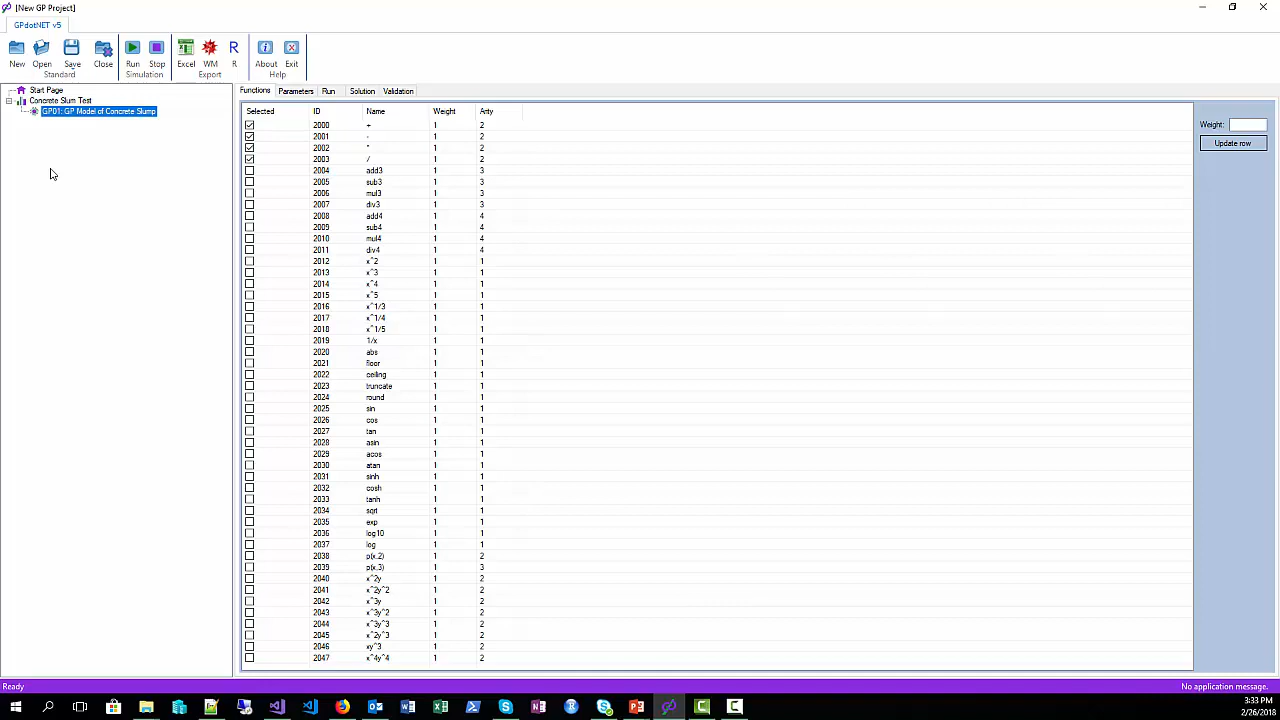 [New GP Project]
GPdotNET v5
New Open Save Close Run Stop Excel WM R About Exit
Standard Simulation Export Help
Start Page
Concrete Slum Test
GP01: GP Model of Concrete Slump
Functions Parameters Run Solution Validation
Selected ID Name Weight Arity
2000 + 1 2
2001 - 1 2
2002 * 1 2
2003 / 1 2
2004 add3 1 3
2005 sub3 1 3
2006 mul3 1 3
2007 div3 1 3
2008 add4 1 4
2009 sub4 1 4
2010 mul4 1 4
2011 div4 1 4
2012 x^2 1 1
2013 x^3 1 1
2014 x^4 1 1
2015 x^5 1 1
2016 x^1/3 1 1
2017 x^1/4 1 1
2018 x^1/5 1 1
2019 1/x 1 1
2020 abs 1 1
2021 floor 1 1
2022 ceiling 1 1
2023 truncate 1 1
2024 round 1 1
2025 sin 1 1
2026 cos 1 1
2027 tan 1 1
2028 asin 1 1
2029 acos 1 1
2030 atan 1 1
2031 sinh 1 1
2032 cosh 1 1
2033 tanh 1 1
2034 sqrt 1 1
2035 exp 1 1
2036 log10 1 1
2037 log 1 1
2038 p(x,2) 1 2
2039 p(x,3) 1 3
2040 x^2y 1 2
2041 x^2y^2 1 2
2042 x^3y 1 2
2043 x^3y^2 1 2
2044 x^3y^3 1 2
2045 x^2y^3 1 2
2046 xy^3 1 2
2047 x^4y^4 1 2
Weight:
Update row
Ready
No application message.
3:33 PM
2/26/2018